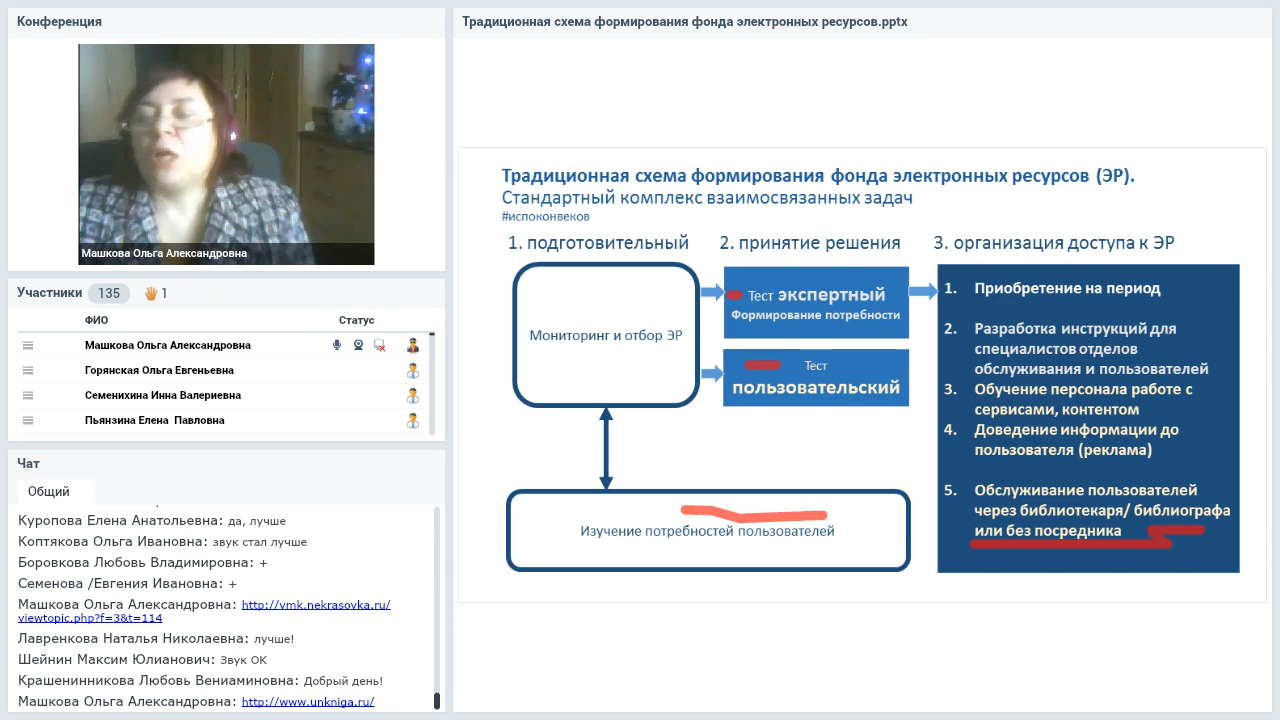 Конференция
Машкова Ольга Александровна
Участники 135 1
ФИО Статус
Машкова Ольга Александровна
Горянская Ольга Евгеньевна
Семенихина Инна Валериевна
Пьянзина Елена Павловна
Чат
Общий
Куропова Елена Анатольевна: да, лучше
Коптякова Ольга Ивановна: звук стал лучше
Боровкова Любовь Владимировна: +
Семенова /Евгения Ивановна: +
Машкова Ольга Александровна: http://vmk.nekrasovka.ru/
viewtopic.php?f=3&t=114
Лавренкова Наталья Николаевна: лучше!
Шейнин Максим Юлианович: Звук ОК
Крашенинникова Любовь Вениаминовна: Добрый день!
Машкова Ольга Александровна: http://www.unkniga.ru/
Традиционная схема формирования фонда электронных ресурсов.pptx
Традиционная схема формирования фонда электронных ресурсов (ЭР).
Стандартный комплекс взаимосвязанных задач
#испоконвеков
1. подготовительный
Мониторинг и отбор ЭР
2. принятие решения
Тест экспертный
Формирование потребности
Тест
пользовательский
Изучение потребностей пользователей
3. организация доступа к ЭР
1. Приобретение на период
2. Разработка инструкций для
специалистов отделов
обслуживания и пользователей
3. Обучение персонала работе с
сервисами, контентом
4. Доведение информации до
пользователя (реклама)
5. Обслуживание пользователей
через библиотекаря/ библиографа
или без посредника